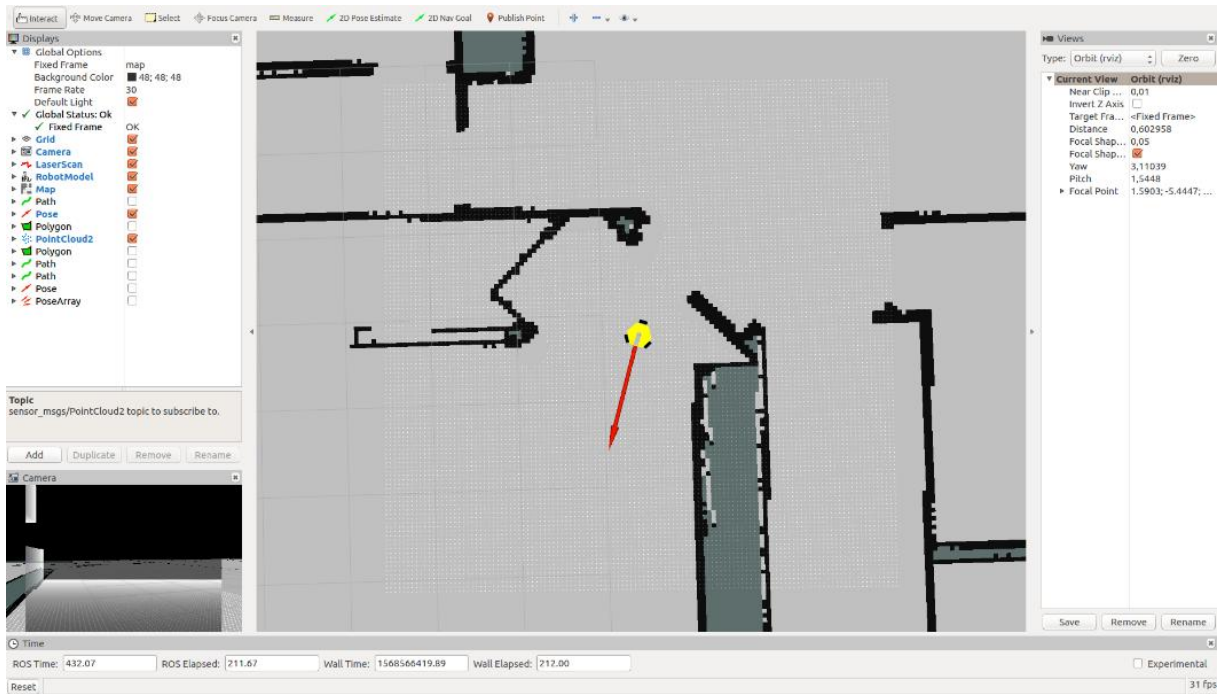 Interact Move Camera Select Focus Camera Measure 2D Pose Estimate 2D Nav Goal Publish Point
Displays
Global Options
Fixed Frame map
Background Color 48; 48; 48
Frame Rate 30
Default Light
Global Status: Ok
Fixed Frame OK
Grid
Camera
LaserScan
RobotModel
Map
Path
Pose
Polygon
PointCloud2
Polygon
Path
Path
Pose
PoseArray
Topic
sensor_msgs/PointCloud2 topic to subscribe to.
Add Duplicate Remove Rename
Camera
Views
Type: Orbit (rviz) Zero
Current View Orbit (rviz)
Near Clip ... 0,01
Invert Z Axis
Target Fra... <Fixed Frame>
Distance 0,602958
Focal Shap... 0,05
Focal Shap...
Yaw 3,11039
Pitch 1,5448
Focal Point 1.5903; -5.4447; ...
Save Remove Rename
Time
ROS Time: 432.07 ROS Elapsed: 211.67 Wall Time: 1568566419.89 Wall Elapsed: 212.00 Experimental
Reset 31 fps